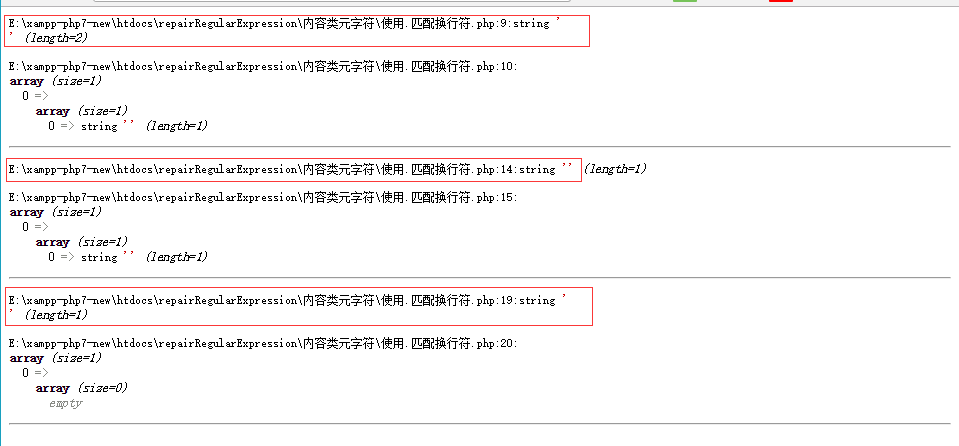 E:\xampp-php7-new\htdocs\repairRegularExpression\内容类元字符\使用.匹配换行符.php:9:string '
' (length=2)
E:\xampp-php7-new\htdocs\repairRegularExpression\内容类元字符\使用.匹配换行符.php:10:
array (size=1)
0 =>
array (size=1)
0 => string '' (length=1)
E:\xampp-php7-new\htdocs\repairRegularExpression\内容类元字符\使用.匹配换行符.php:14:string '' (length=1)
E:\xampp-php7-new\htdocs\repairRegularExpression\内容类元字符\使用.匹配换行符.php:15:
array (size=1)
0 =>
array (size=1)
0 => string '' (length=1)
E:\xampp-php7-new\htdocs\repairRegularExpression\内容类元字符\使用.匹配换行符.php:19:string '
' (length=1)
E:\xampp-php7-new\htdocs\repairRegularExpression\内容类元字符\使用.匹配换行符.php:20:
array (size=1)
0 =>
array (size=0)
empty